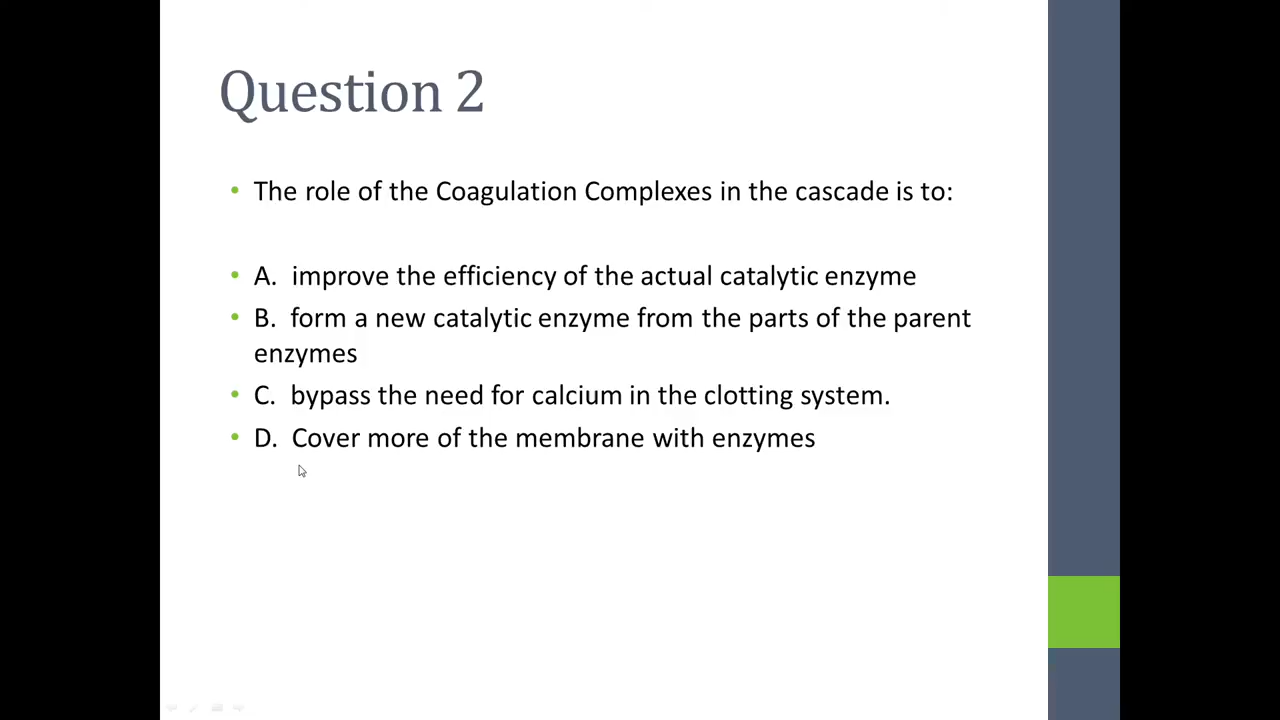 Question 2
• The role of the Coagulation Complexes in the cascade is to:
• A. improve the efficiency of the actual catalytic enzyme
• B. form a new catalytic enzyme from the parts of the parent
enzymes
• C. bypass the need for calcium in the clotting system.
• D. Cover more of the membrane with enzymes